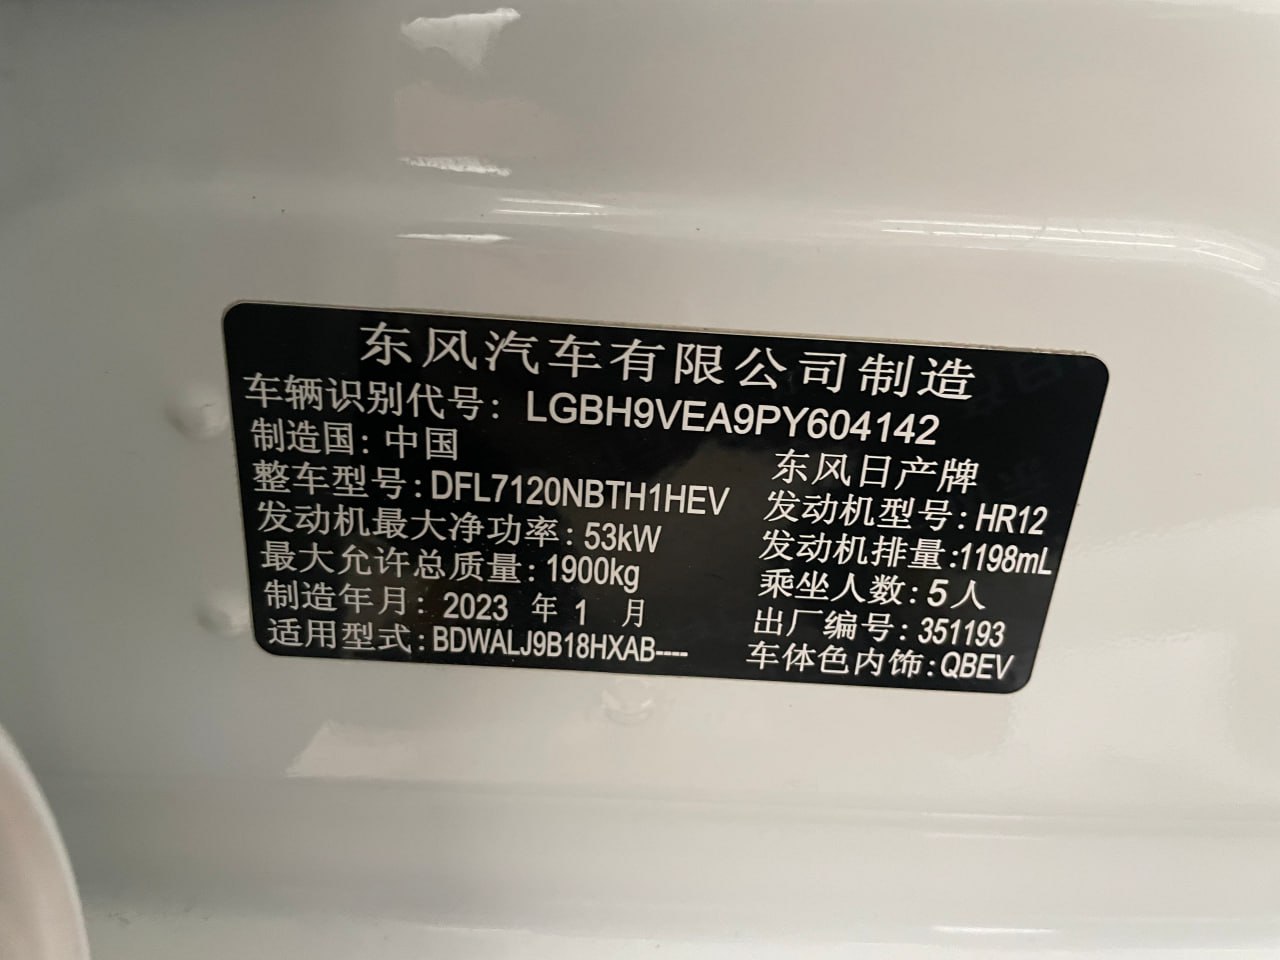 东风汽车有限公司制造
车辆识别代号: LGBH9VEA9PY604142
制造国: 中国
东风日产牌
整车型号: DFL7120NBTH1HEV
发动机型号: HR12
发动机最大净功率: 53kW
发动机排量: 1198mL
最大允许总质量: 1900kg
乘坐人数: 5人
制造年月: 2023 年 1 月
出厂编号: 351193
适用型式: BDWALJ9B18HXAB----
车体色内饰: QBEV